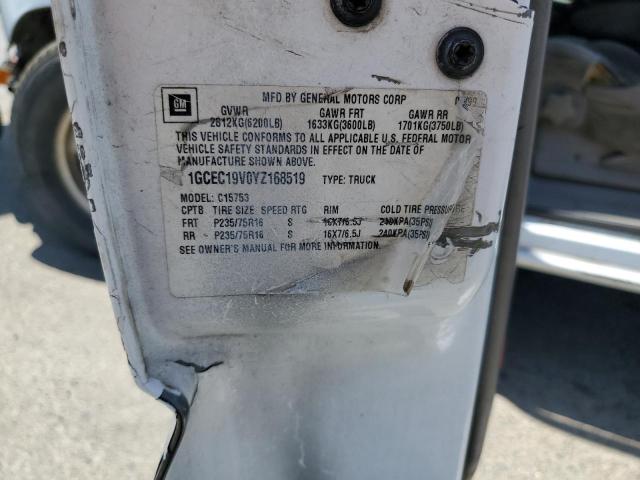 GM
MFD BY GENERAL MOTORS CORP
GVWR GAWR FRT GAWR RR
2812KG(6200LB) 1633KG(3600LB) 1701KG(3750LB)
THIS VEHICLE CONFORMS TO ALL APPLICABLE U.S. FEDERAL MOTOR
VEHICLE SAFETY STANDARDS IN EFFECT ON THE DATE OF
MANUFACTURE SHOWN ABOVE.
1GCEC19V6YZ168519 TYPE: TRUCK
MODEL: C15753
CPTB TIRE SIZE SPEED RTG RIM COLD TIRE PRESSURE
FRT P235/75R16 S 16X7/6.5J 240KPA(35PSI)
RR P235/75R16 S 16X7/6.5J 240KPA(35PSI)
SEE OWNER'S MANUAL FOR MORE INFORMATION.